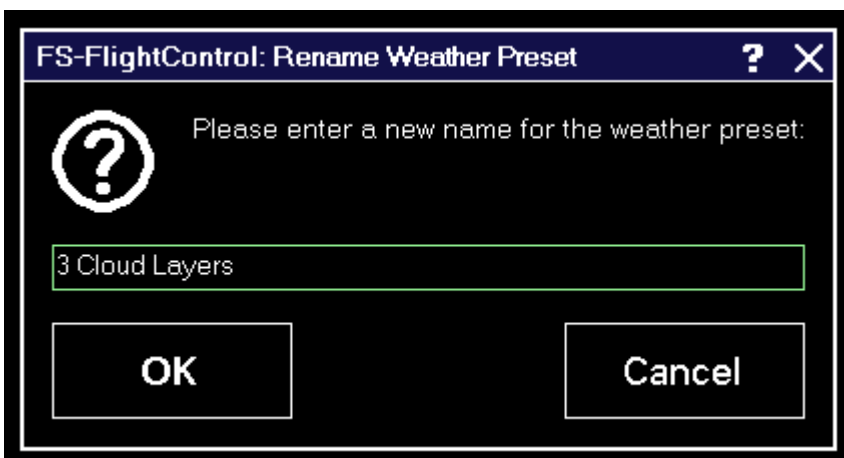 FS-FlightControl: Rename Weather Preset ? X
?
Please enter a new name for the weather preset:
3 Cloud Layers
OK
Cancel